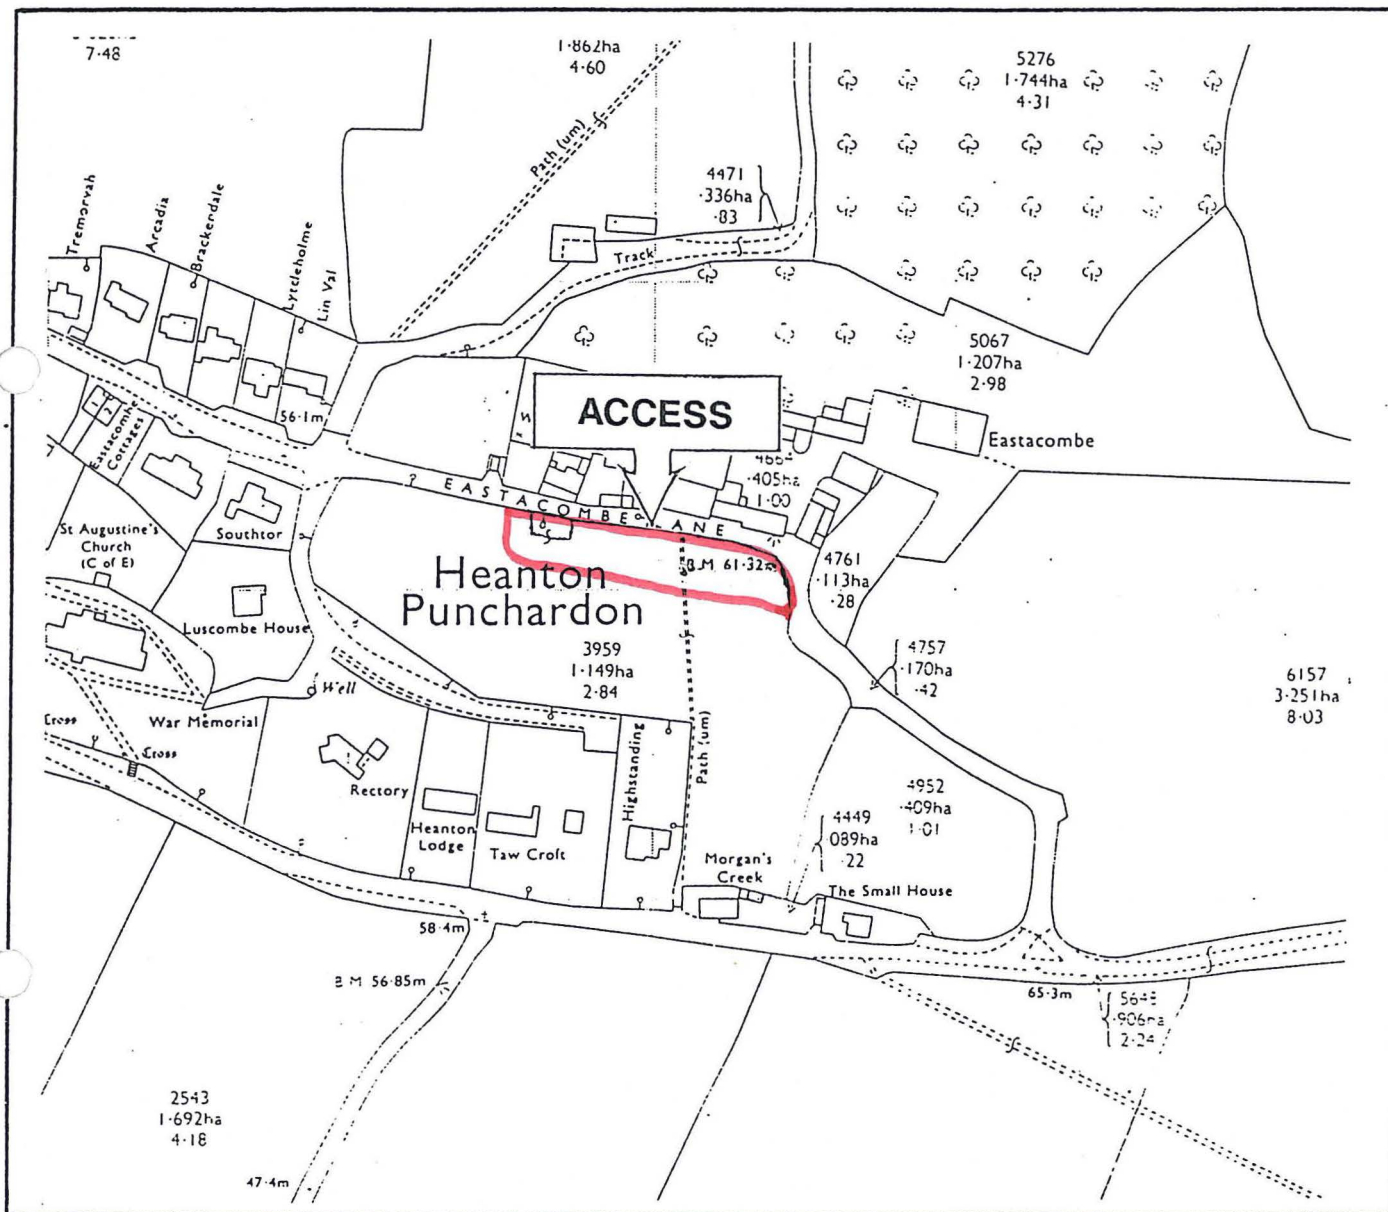 7·48
1·862ha
4·60
5276
1·744ha
4·31
Path (um)
4471
·336ha
·83
Tremorvah
Arcadia
Brackendale
Lyttleholme
Lin Val
Track
5067
1·207ha
2·98
ACCESS
Eastacombe
56·1m
1
2
Eastacombe
Cottages
4664
·405ha
1·00
EASTACOMBE LANE
St Augustine's
Church
(C of E)
Southtor
B.M. 61·32m
4761
·113ha
·28
Heanton
Punchardon
Luscombe House
3959
1·149ha
2·84
4757
·170ha
·42
6157
3·251ha
8·03
Well
Cross
War Memorial
Cross
Highstanding
Path (um)
Rectory
4952
·409ha
1·01
Heanton
Lodge
Taw Croft
4449
·089ha
·22
Morgan's
Creek
The Small House
58·4m
B M 56·85m
65·3m
·906ha
2·24
2543
1·692ha
4·18
47·4m